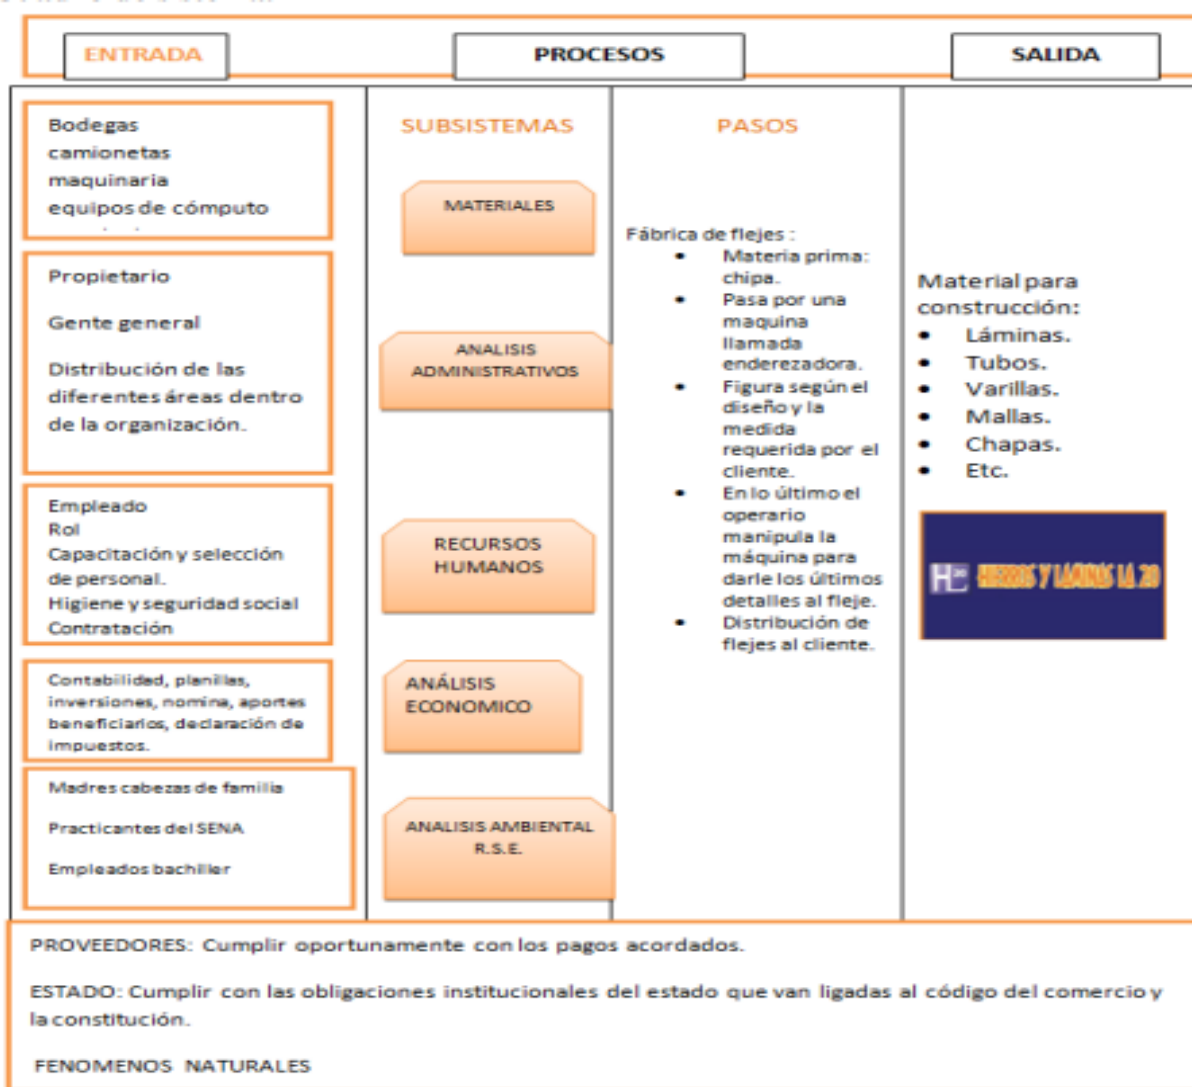 ENTRADA
PROCESOS
SALIDA
Bodegas
camionetas
maquinaria
equipos de cómputo
Propietario
Gente general
Distribución de las
diferentes áreas dentro
de la organización.
Empleado
Rol
Capacitación y selección
de personal.
Higiene y seguridad social
Contratación
Contabilidad, planillas,
inversiones, nomina, aportes
beneficiarios, declaración de
impuestos.
Madres cabezas de familia
Practicantes del SENA
Empleados bachiller
SUBSISTEMAS
MATERIALES
ANALISIS
ADMINISTRATIVOS
RECURSOS
HUMANOS
ANÁLISIS
ECONOMICO
ANALISIS AMBIENTAL
R.S.E.
PASOS
Fábrica de flejes :
• Materia prima:
chipa.
• Pasa por una
maquina
llamada
enderezadora.
• Figura según el
diseño y la
medida
requerida por el
cliente.
• En lo último el
operario
manipula la
máquina para
darle los últimos
detalles al fleje.
• Distribución de
flejes al cliente.
Material para
construcción:
• Láminas.
• Tubos.
• Varillas.
• Mallas.
• Chapas.
• Etc.
HIERROS Y LAMINAS LA 20
PROVEEDORES: Cumplir oportunamente con los pagos acordados.
ESTADO: Cumplir con las obligaciones institucionales del estado que van ligadas al código del comercio y
la constitución.
FENOMENOS NATURALES